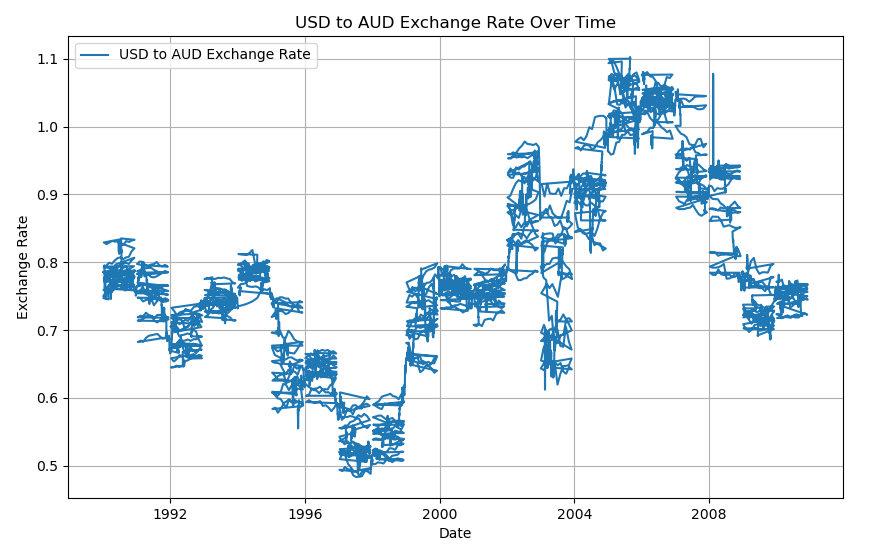 USD to AUD Exchange Rate Over Time
USD to AUD Exchange Rate
1.1
1.0
0.9
0.8
0.7
0.6
0.5
Exchange Rate
1992 1996 2000 2004 2008
Date